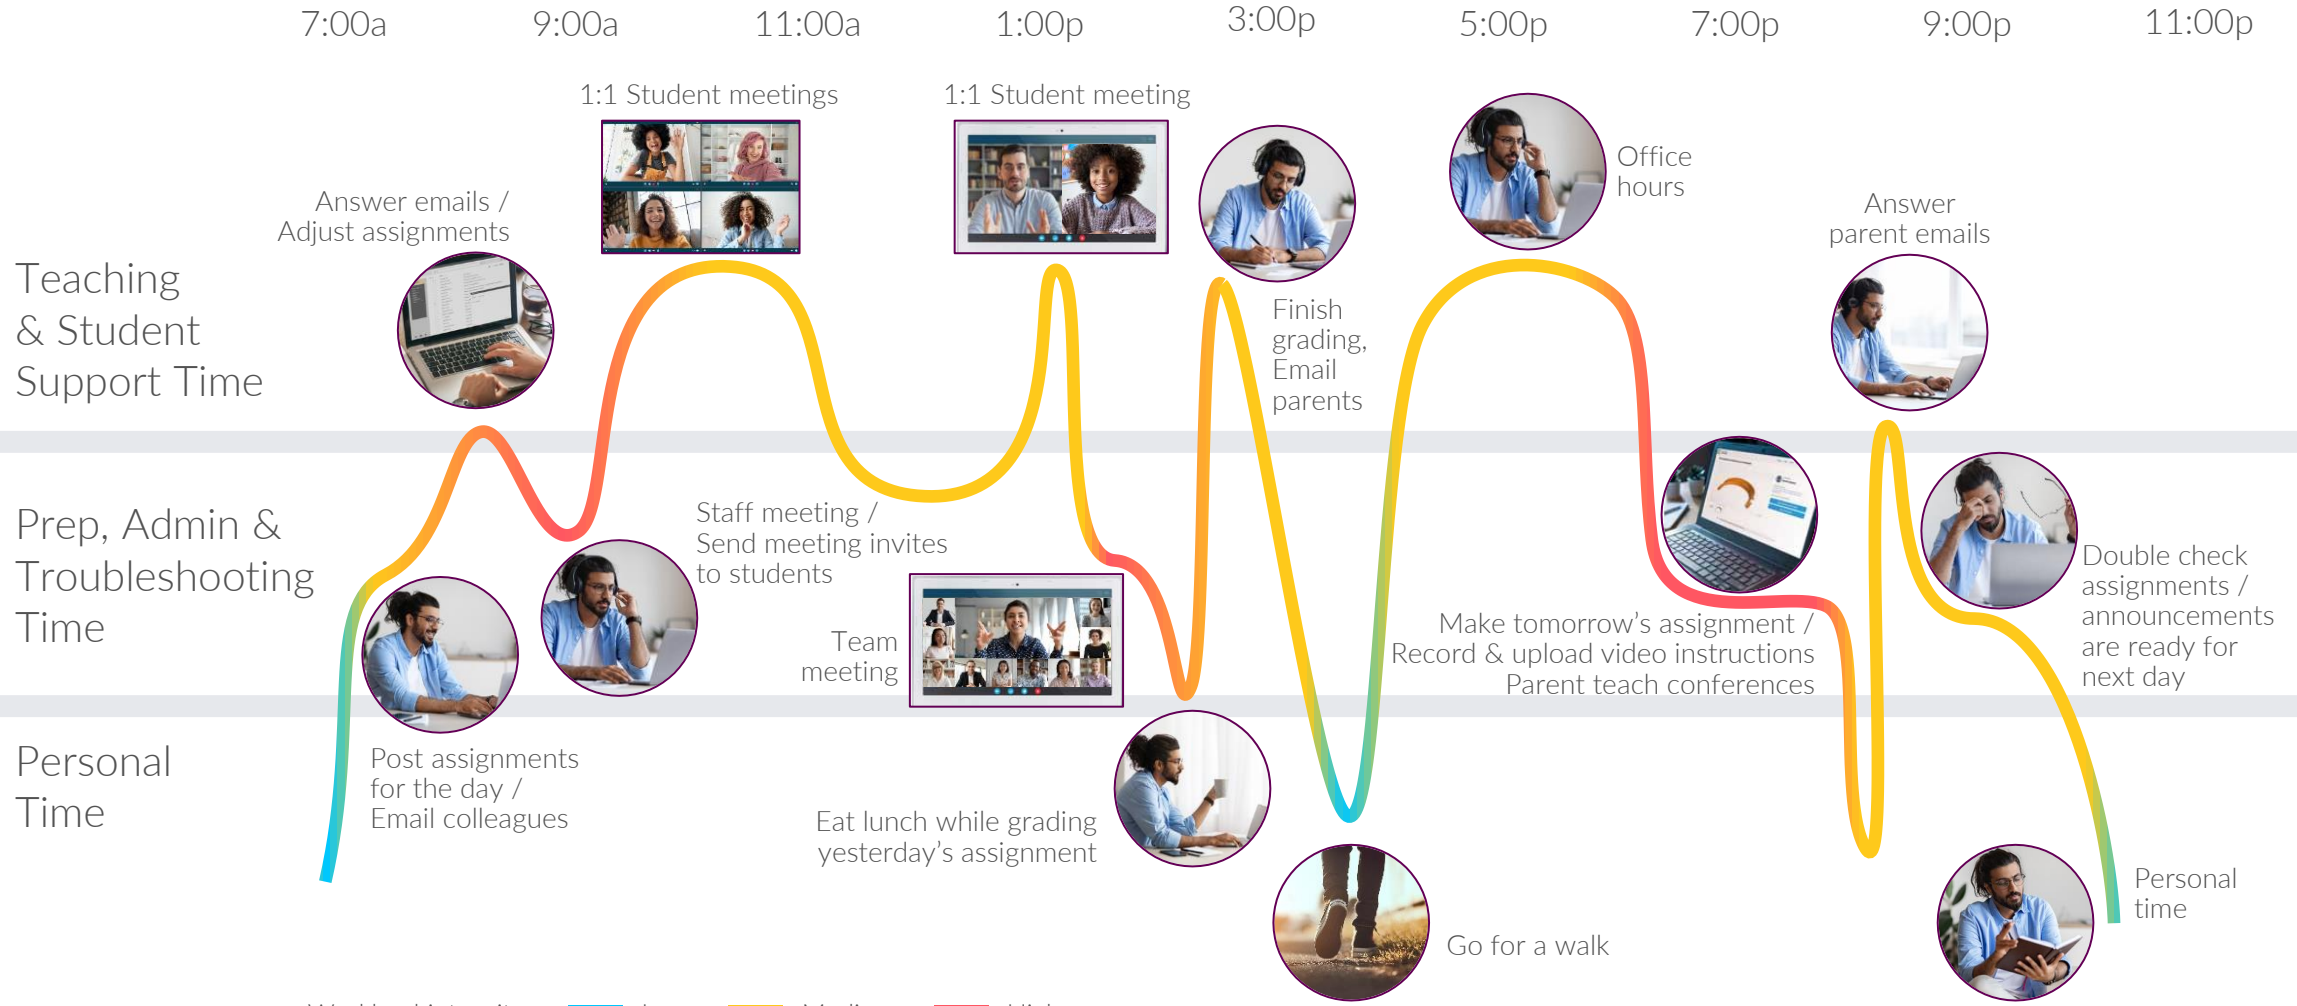 7:00a 9:00a 11:00a 1:00p 3:00p 5:00p 7:00p 9:00p 11:00p
1:1 Student meetings
1:1 Student meeting
Office
hours
Answer emails /
Adjust assignments
Answer
parent emails
Teaching
& Student
Support Time
Finish
grading,
Email
parents
Prep, Admin &
Troubleshooting
Time
Staff meeting /
Send meeting invites
to students
Team
meeting
Make tomorrow's assignment /
Record & upload video instructions
Parent teach conferences
Double check
assignments /
announcements
are ready for
next day
Personal
Time
Post assignments
for the day /
Email colleagues
Eat lunch while grading
yesterday's assignment
Go for a walk
Personal
time